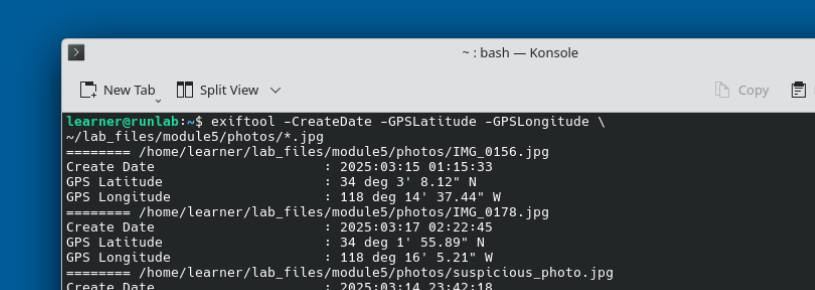 ~ : bash — Konsole
New Tab Split View Copy
learner@runlab:~$ exiftool -CreateDate -GPSLatitude -GPSLongitude \
~/lab_files/module5/photos/*.jpg
======== /home/learner/lab_files/module5/photos/IMG_0156.jpg
Create Date : 2025:03:15 01:15:33
GPS Latitude : 34 deg 3' 8.12" N
GPS Longitude : 118 deg 14' 37.44" W
======== /home/learner/lab_files/module5/photos/IMG_0178.jpg
Create Date : 2025:03:17 02:22:45
GPS Latitude : 34 deg 1' 55.89" N
GPS Longitude : 118 deg 16' 5.21" W
======== /home/learner/lab_files/module5/photos/suspicious_photo.jpg
Create Date : 2025:03:14 23:42:18